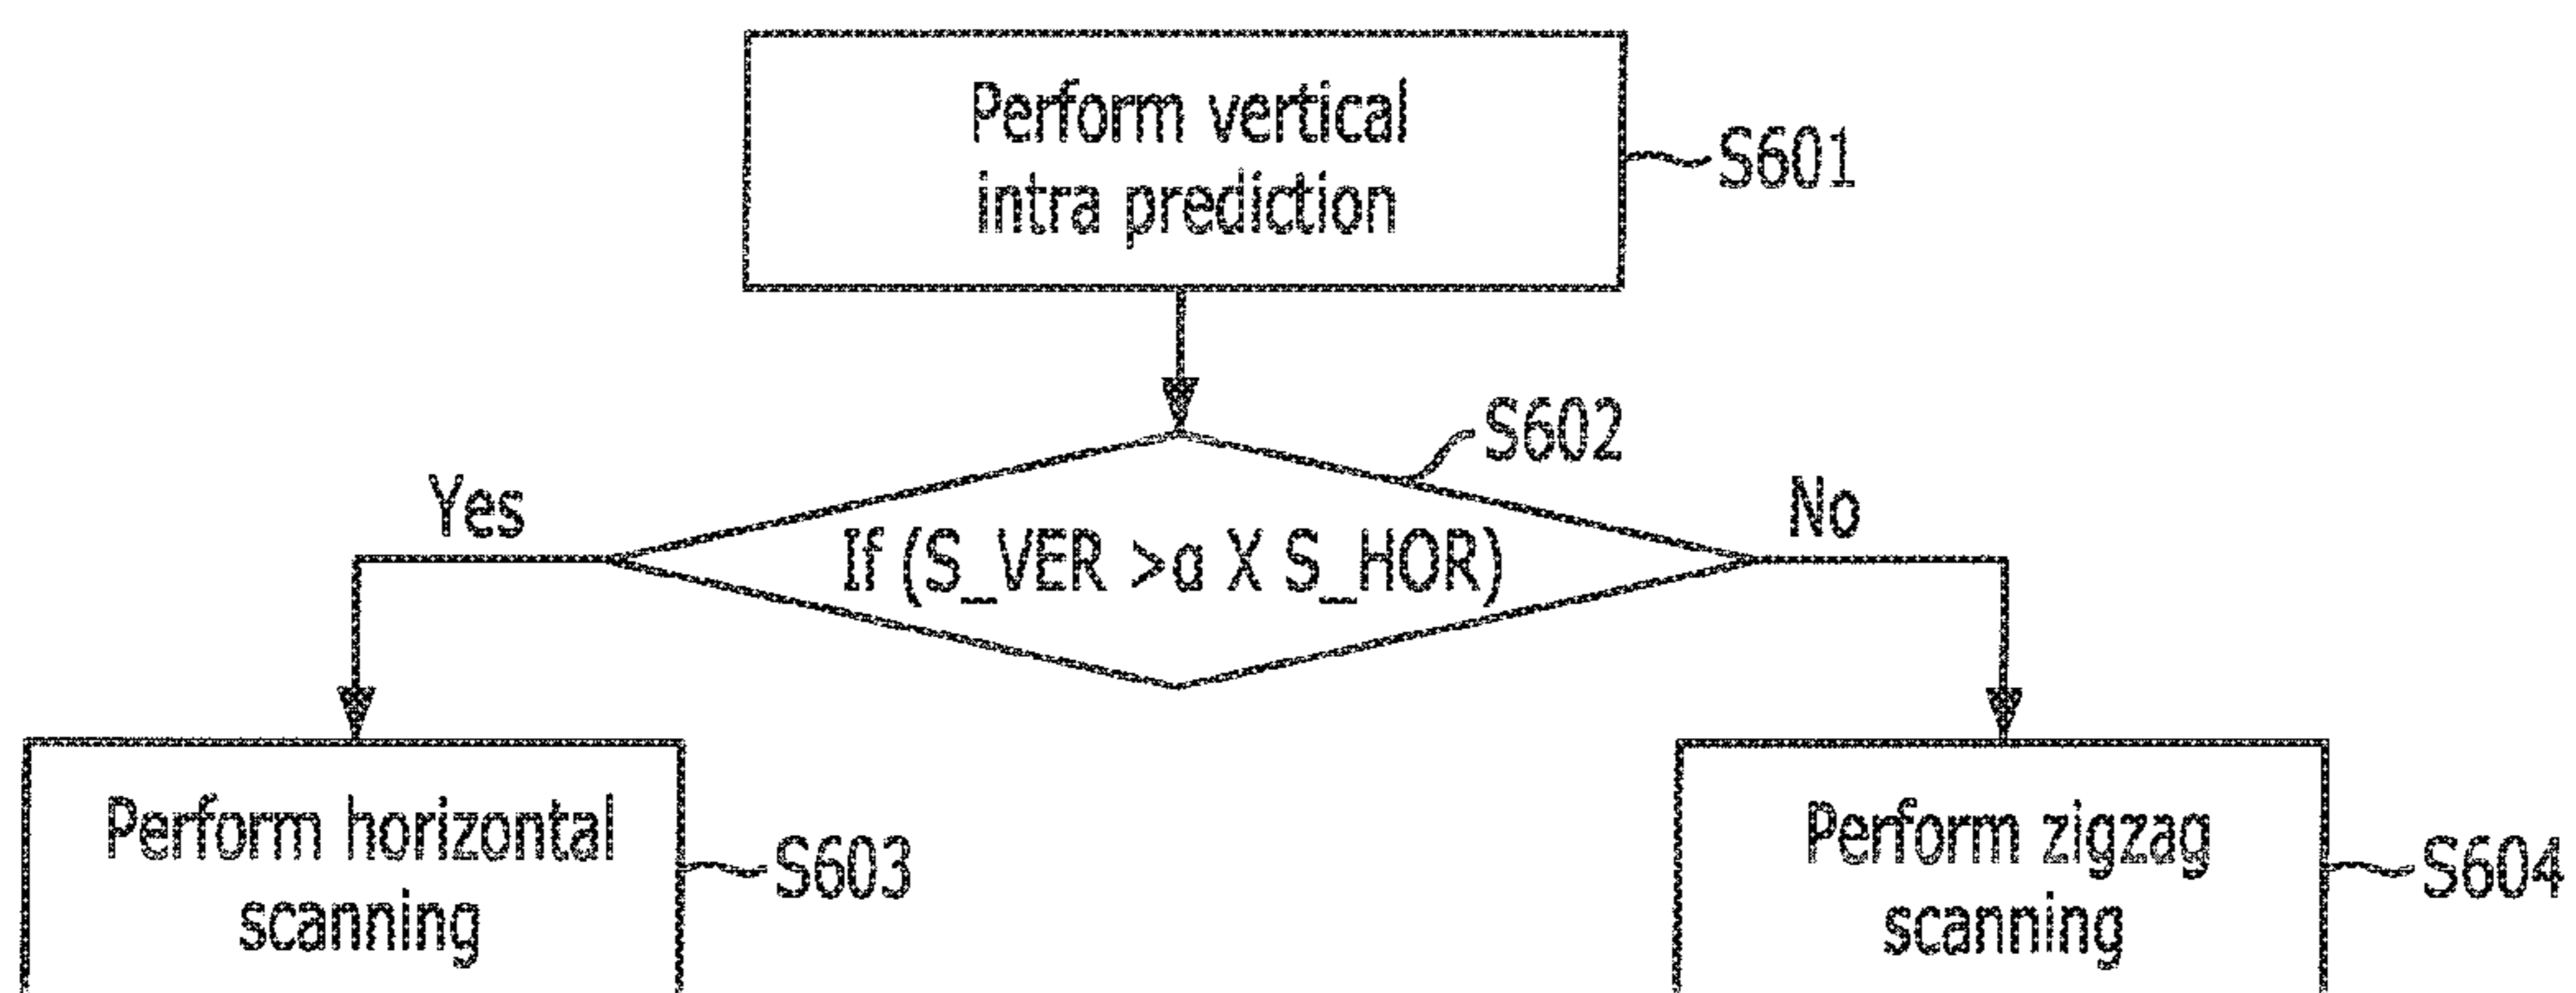 Perform vertical
intra prediction
S601
S602
Yes
No
If (S_VER >α X S_HOR)
Perform horizontal
scanning
S603
Perform zigzag
scanning
S604